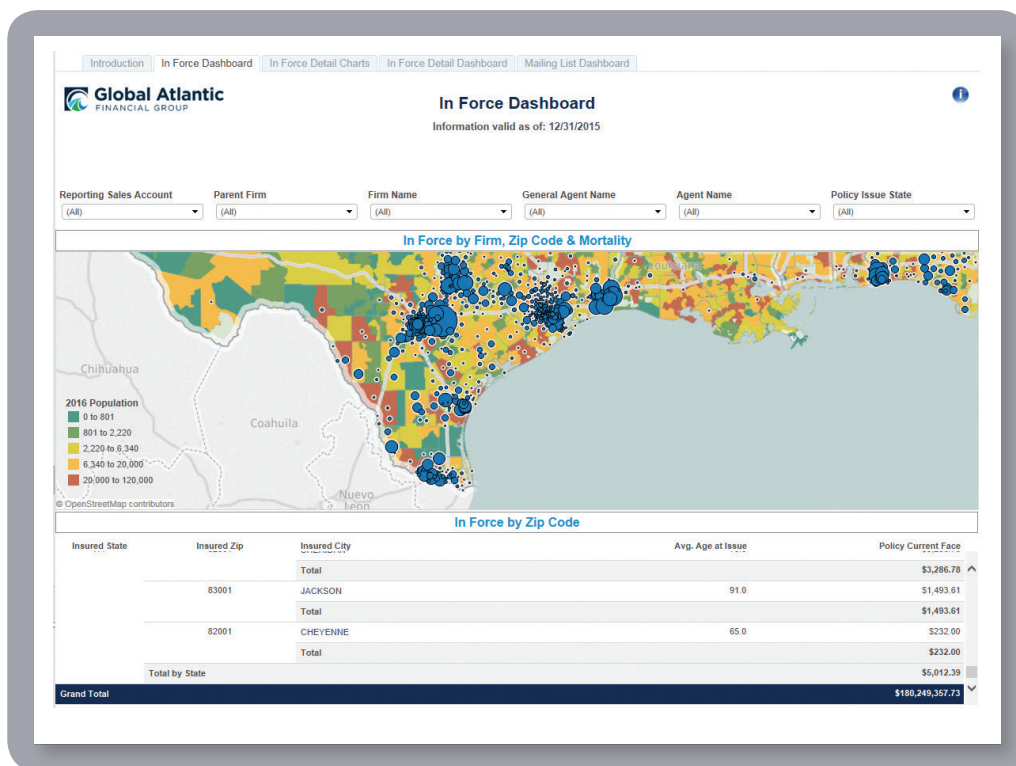 Introduction In Force Dashboard In Force Detail Charts In Force Detail Dashboard Mailing List Dashboard
Global Atlantic
FINANCIAL GROUP
In Force Dashboard
i
Information valid as of: 12/31/2015
Reporting Sales Account Parent Firm Firm Name General Agent Name Agent Name Policy Issue State
(All) (All) (All) (All) (All) (All)
In Force by Firm, Zip Code & Mortality
Louisiana
Chihuahua
Coahuila
Nuevo
León
2016 Population
0 to 801
801 to 2,220
2,220 to 6,340
6,340 to 20,000
20,000 to 120,000
© OpenStreetMap contributors
In Force by Zip Code
Insured State Insured Zip Insured City Avg. Age at Issue Policy Current Face
Total $3,286.78
83001 JACKSON 91.0 $1,493.61
Total $1,493.61
82001 CHEYENNE 65.0 $232.00
Total $232.00
Total by State $5,012.39
Grand Total $180,249,357.73